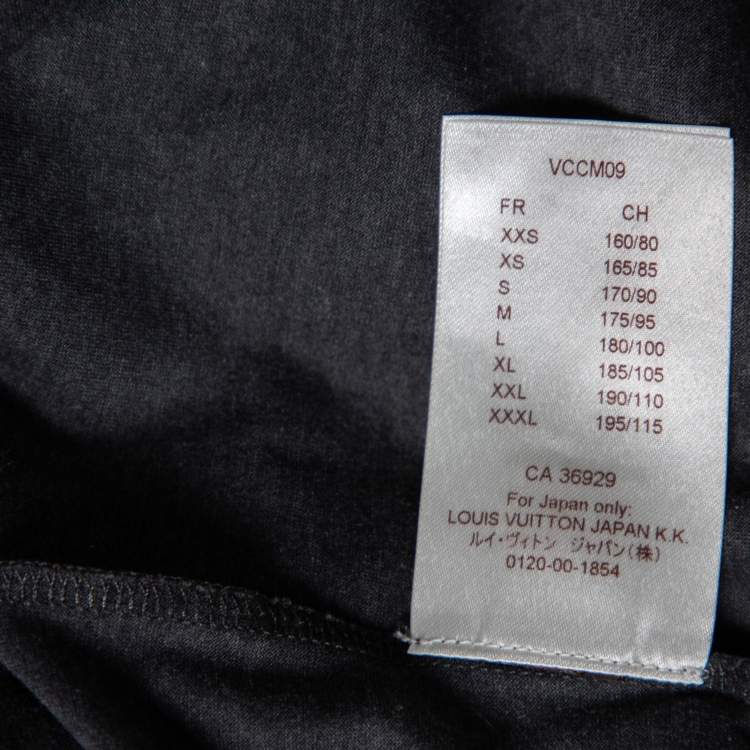 VCCM09
FR CH
XXS 160/80
XS 165/85
S 170/90
M 175/95
L 180/100
XL 185/105
XXL 190/110
XXXL 195/115
CA 36929
For Japan only:
LOUIS VUITTON JAPAN K.K.
ルイ・ヴィトン ジャパン(株)
0120-00-1854